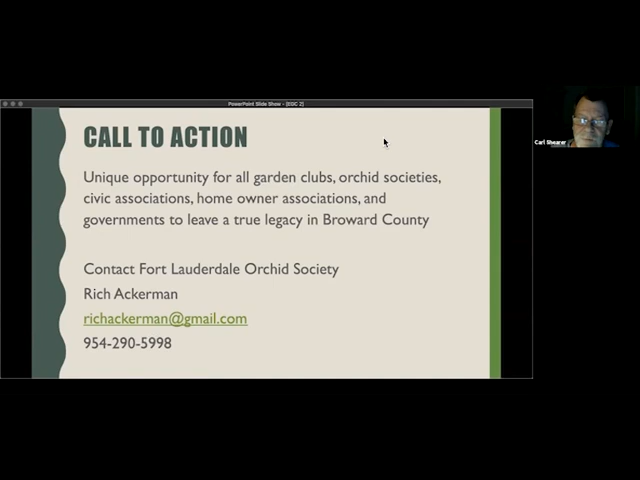 PowerPoint Slide Show - [EGC 2]
CALL TO ACTION
Unique opportunity for all garden clubs, orchid societies,
civic associations, home owner associations, and
governments to leave a true legacy in Broward County
Contact Fort Lauderdale Orchid Society
Rich Ackerman
richackerman@gmail.com
954-290-5998
Carl Shearer